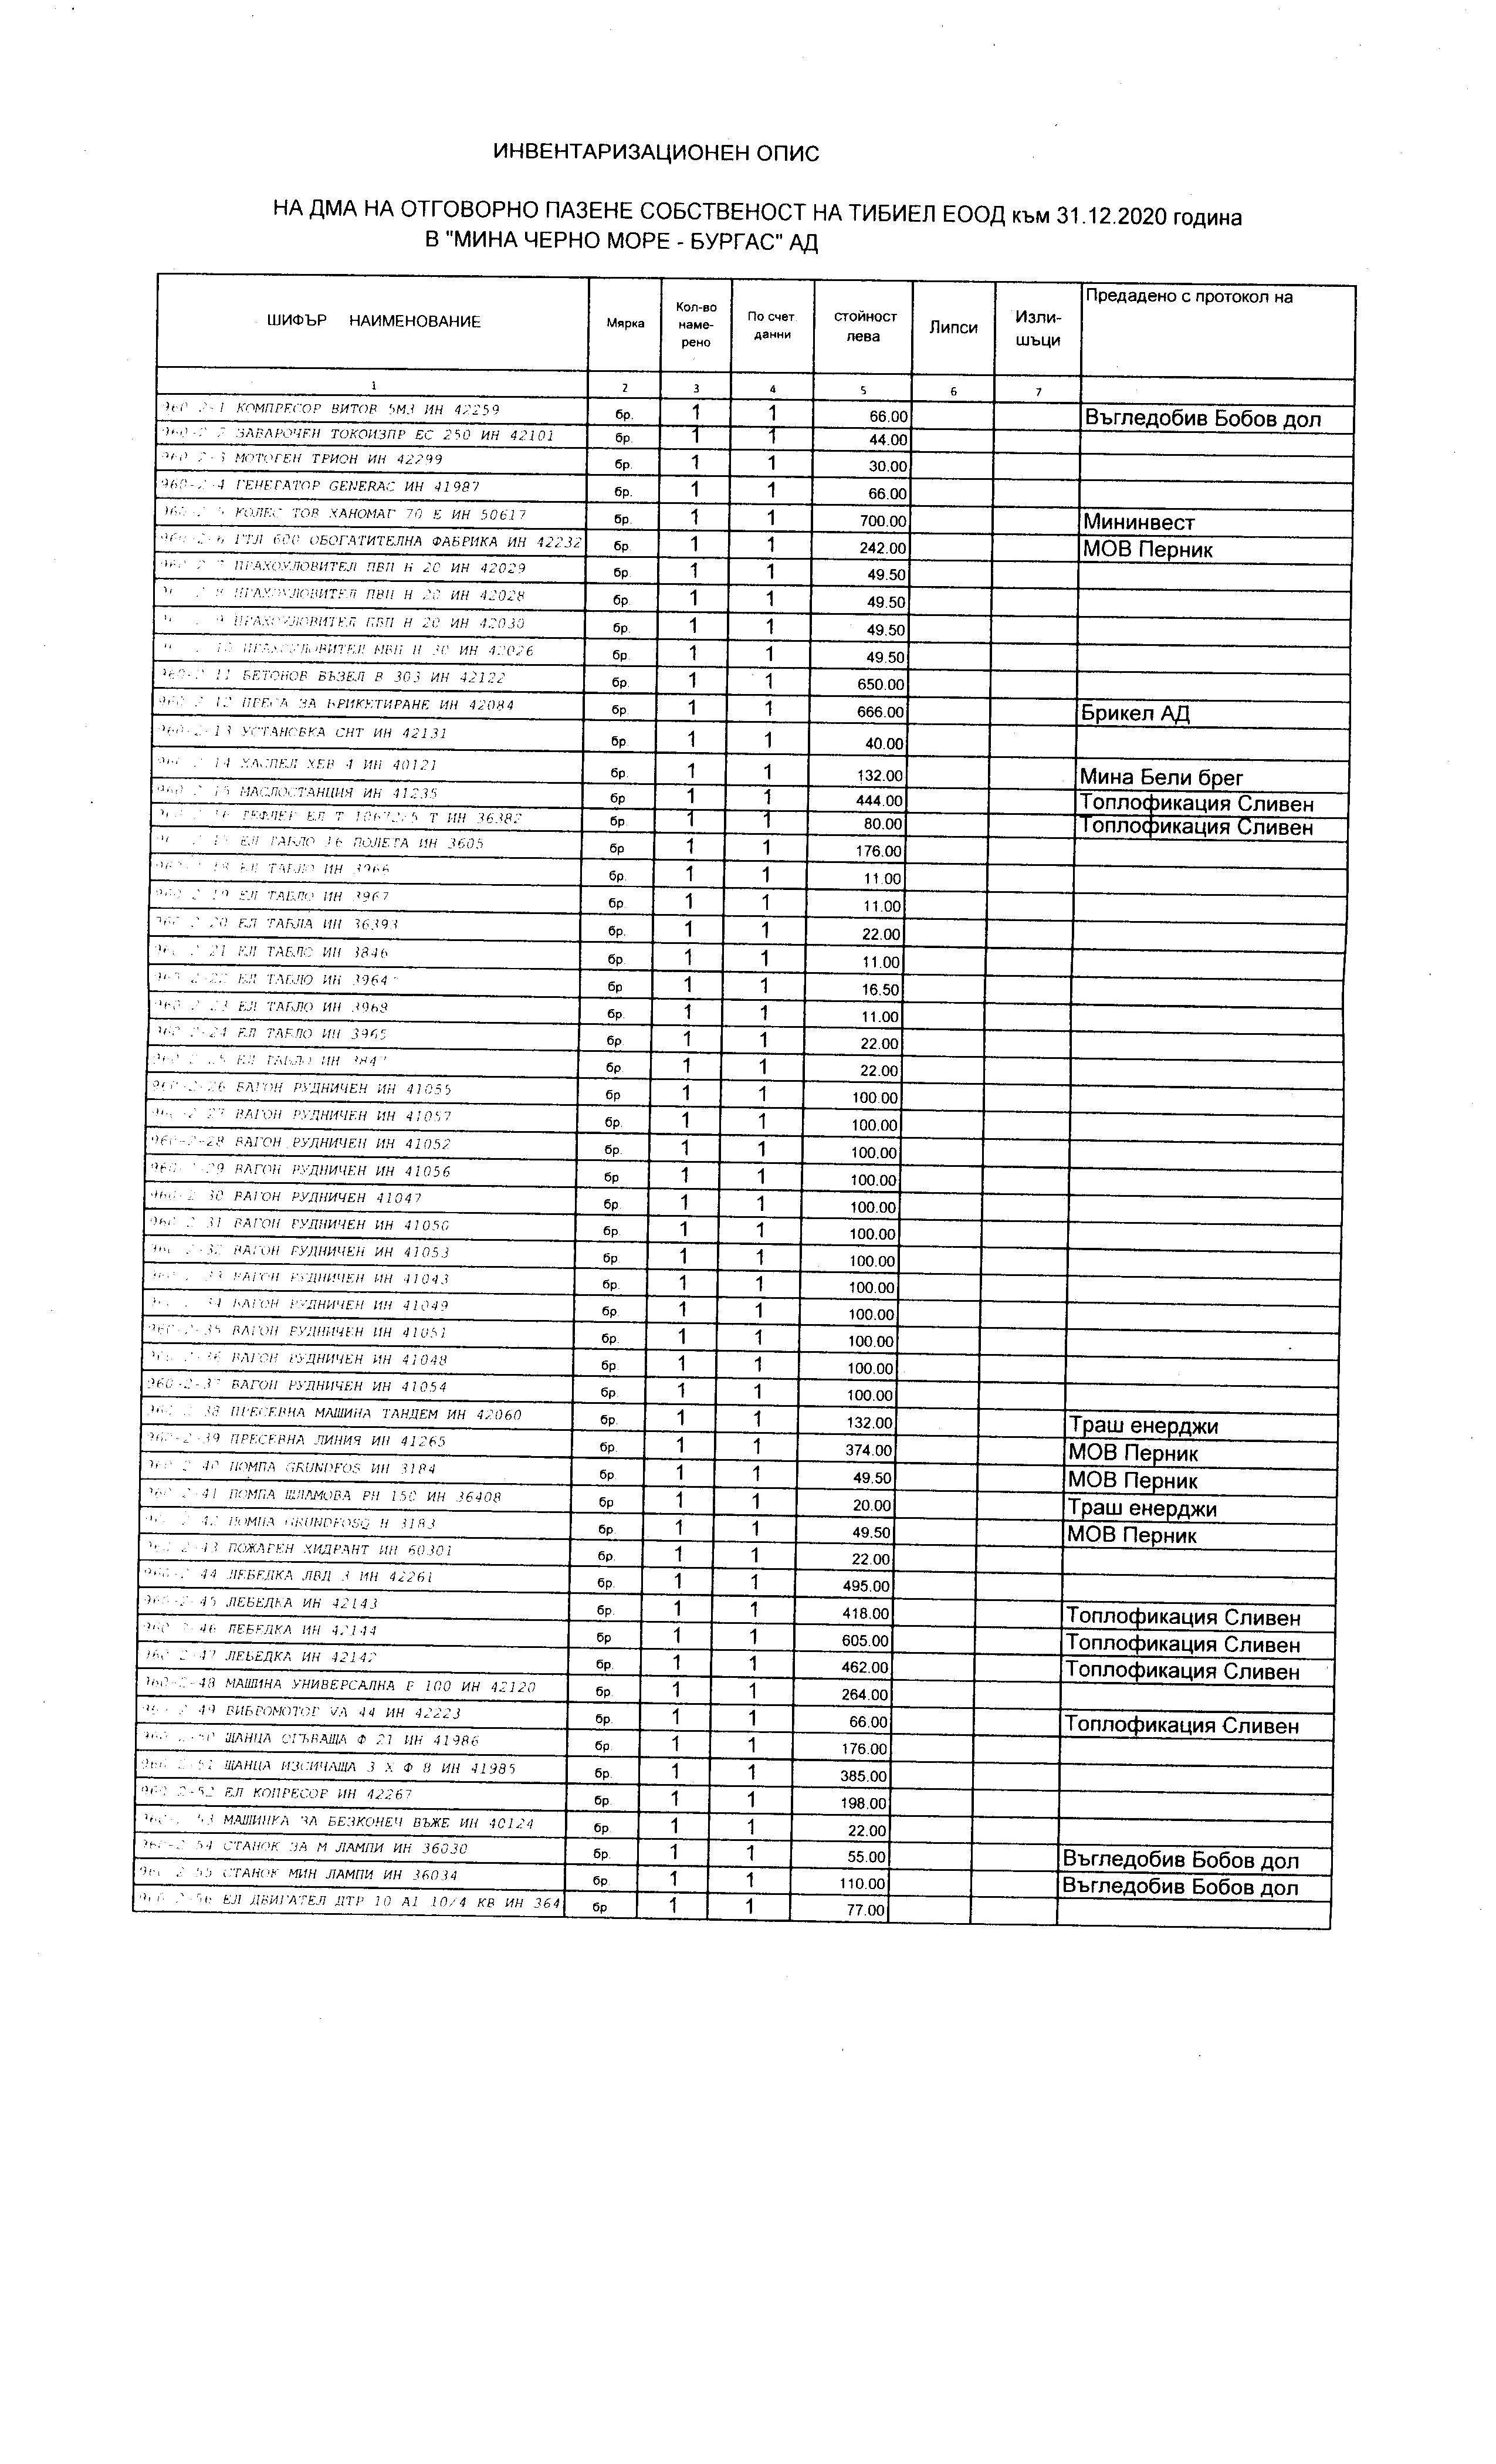 ИНВЕНТАРИЗАЦИОНЕН ОПИС
НА ДМА НА ОТГОВОРНО ПАЗЕНЕ СОБСТВЕНОСТ НА ТИБИЕЛ ЕООД към 31.12.2020 година
В "МИНА ЧЕРНО МОРЕ - БУРГАС" АД
ШИФЪР НАИМЕНОВАНИЕ Мярка Кол-во наме-рено По счет. данни стойност лева Липси Изли-шъци Предадено с протокол на
1 2 3 4 5 6 7
960-2-1 КОМПРЕСОР ВИТОВ 5М3 ИН 42259 бр. 1 1 66.00 Въгледобив Бобов дол
960-2-2 ЗАВАРОЧЕН ТОКОИЗПР ЕС 250 ИН 42101 бр. 1 1 44.00
960-2-3 МОТОГЕН ТРИОН ИН 42299 бр. 1 1 30.00
960-2-4 ГЕНЕРАТОР GENERAC ИН 41987 бр. 1 1 66.00
960-2-5 КОЛЕС ТОВ ХАНОМАГ 70 Е ИН 50617 бр. 1 1 700.00 Мининвест
960-2-6 ГТЛ 600 ОБОГАТИТЕЛНА ФАБРИКА ИН 42232 бр. 1 1 242.00 МОВ Перник
960-2-7 ПРАХОУЛОВИТЕЛ ПВП Н 20 ИН 42029 бр. 1 1 49.50
8 ПРАХОУЛОВИТЕЛ ПВП Н 20 ИН 42028 бр. 1 1 49.50
9 ПРАХОУЛОВИТЕЛ ПВП Н 20 ИН 42030 бр. 1 1 49.50
10 ПРАХОУЛОВИТЕЛ Н 30 ИН 42026 бр 1 1 49.50
960-2 11 БЕТОНОВ ВЪЗЕЛ В 303 ИН 42122 бр. 1 1 650.00
960-2 12 ПРЕСА ЗА БРИКЕТИРАНЕ ИН 42084 бр. 1 1 666.00 Брикел АД
960-2-13 УСТАНОВКА СНТ ИН 42131 бр. 1 1 40.00
960-2 14 ХАСПЕЛ ХЕВ 4 ИН 40121 бр. 1 1 132.00 Мина Бели брег
960-2 15 МАСЛОСТАНЦИЯ ИН 41235 бр 1 1 444.00 Топлофикация Сливен
16 ТЕЛФЕР ЕЛ Т ИН 36382 бр 1 1 80.00 Топлофикация Сливен
17 ЕЛ ТАБЛО 16 ПОЛЕТА ИН 3605 бр 1 1 176.00
960-2 18 ЕЛ ТАБЛО ИН 3966 бр. 1 1 11.00
960-2 19 ЕЛ ТАБЛО ИН 3967 бр. 1 1 11.00
960-2 20 ЕЛ ТАБЛА ИН 36393 бр. 1 1 22.00
960-2 21 ЕЛ ТАБЛО ИН 3846 бр. 1 1 11.00
960-2-22 ЕЛ ТАБЛО ИН 3964 бр 1 1 16.50
960-2 23 ЕЛ ТАБЛО ИН 3968 бр. 1 1 11.00
960 2-24 ЕЛ ТАБЛО ИН 3965 бр. 1 1 22.00
960-2 25 ЕЛ ТАБЛО ИН 3847 бр. 1 1 22.00
960-2-26 ВАГОН РУДНИЧЕН ИН 41055 бр 1 1 100.00
960-2 27 ВАГОН РУДНИЧЕН ИН 41057 бр. 1 1 100.00
960-2-28 ВАГОН РУДНИЧЕН ИН 41052 бр. 1 1 100.00
960-2-29 ВАГОН РУДНИЧЕН ИН 41056 бр 1 1 100.00
960-2 30 ВАГОН РУДНИЧЕН 41047 бр. 1 1 100.00
960-2 31 ВАГОН РУДНИЧЕН ИН 41050 бр. 1 1 100.00
960 2-32 ВАГОН РУДНИЧЕН ИН 41053 бр. 1 1 100.00
960-2 33 ВАГОН РУДНИЧЕН ИН 41043 бр. 1 1 100.00
34 ВАГОН РУДНИЧЕН ИН 41049 бр. 1 1 100.00
960-2-35 ВАГОН РУДНИЧЕН ИН 41051 бр. 1 1 100.00
960 2-36 ВАГОН РУДНИЧЕН ИН 41048 бр. 1 1 100.00
960-2-37 ВАГОН РУДНИЧЕН ИН 41054 бр. 1 1 100.00
960-2 38 ПРЕСЕВНА МАШИНА ТАНДЕМ ИН 42060 бр. 1 1 132.00 Траш енерджи
960-2-39 ПРЕСЕВНА ЛИНИЯ ИН 41265 бр. 1 1 374.00 МОВ Перник
960 2 40 ПОМПА GRUNDFOS ИН 3184 бр. 1 1 49.50 МОВ Перник
960 2-41 ПОМПА ШЛАМОВА РН 150 ИН 36408 бр 1 1 20.00 Траш енерджи
960-2 42 ПОМПА GRUNDFOSQ Н 3183 бр. 1 1 49.50 МОВ Перник
960 2-43 ПОЖАРЕН ХИДРАНТ ИН 60301 бр. 1 1 22.00
960-2 44 ЛЕБЕДКА ЛВД 3 ИН 42261 бр. 1 1 495.00
960-2-45 ЛЕБЕДКА ИН 42143 бр. 1 1 418.00 Топлофикация Сливен
960 2-46 ЛЕБЕДКА ИН 42144 бр 1 1 605.00 Топлофикация Сливен
960 2-47 ЛЕБЕДКА ИН 42142 бр. 1 1 462.00 Топлофикация Сливен
960-2-48 МАШИНА УНИВЕРСАЛНА Е 100 ИН 42120 бр. 1 1 264.00
960 2 49 ВИБРОМОТОР VA 44 ИН 42223 бр. 1 1 66.00 Топлофикация Сливен
960-2-50 ЩАНЦА ОГЪВАЩА Ф 21 ИН 41986 бр. 1 1 176.00
960 2-51 ЩАНЦА ИЗСИЧАЩА 3 Х Ф 8 ИН 41985 бр. 1 1 385.00
960 2-52 ЕЛ КОПРЕСОР ИН 42267 бр. 1 1 198.00
960-2 53 МАШИНКА ЗА БЕЗКОНЕЧ ВЪЖЕ ИН 40124 бр. 1 1 22.00
960-2 54 СТАНОК ЗА М ЛАМПИ ИН 36030 бр. 1 1 55.00 Въгледобив Бобов дол
960 2 55 СТАНОК МИН ЛАМПИ ИН 36034 бр. 1 1 110.00 Въгледобив Бобов дол
960 2-56 ЕЛ ДВИГАТЕЛ ДТР 10 А1 10/4 КВ ИН 364 бр 1 1 77.00